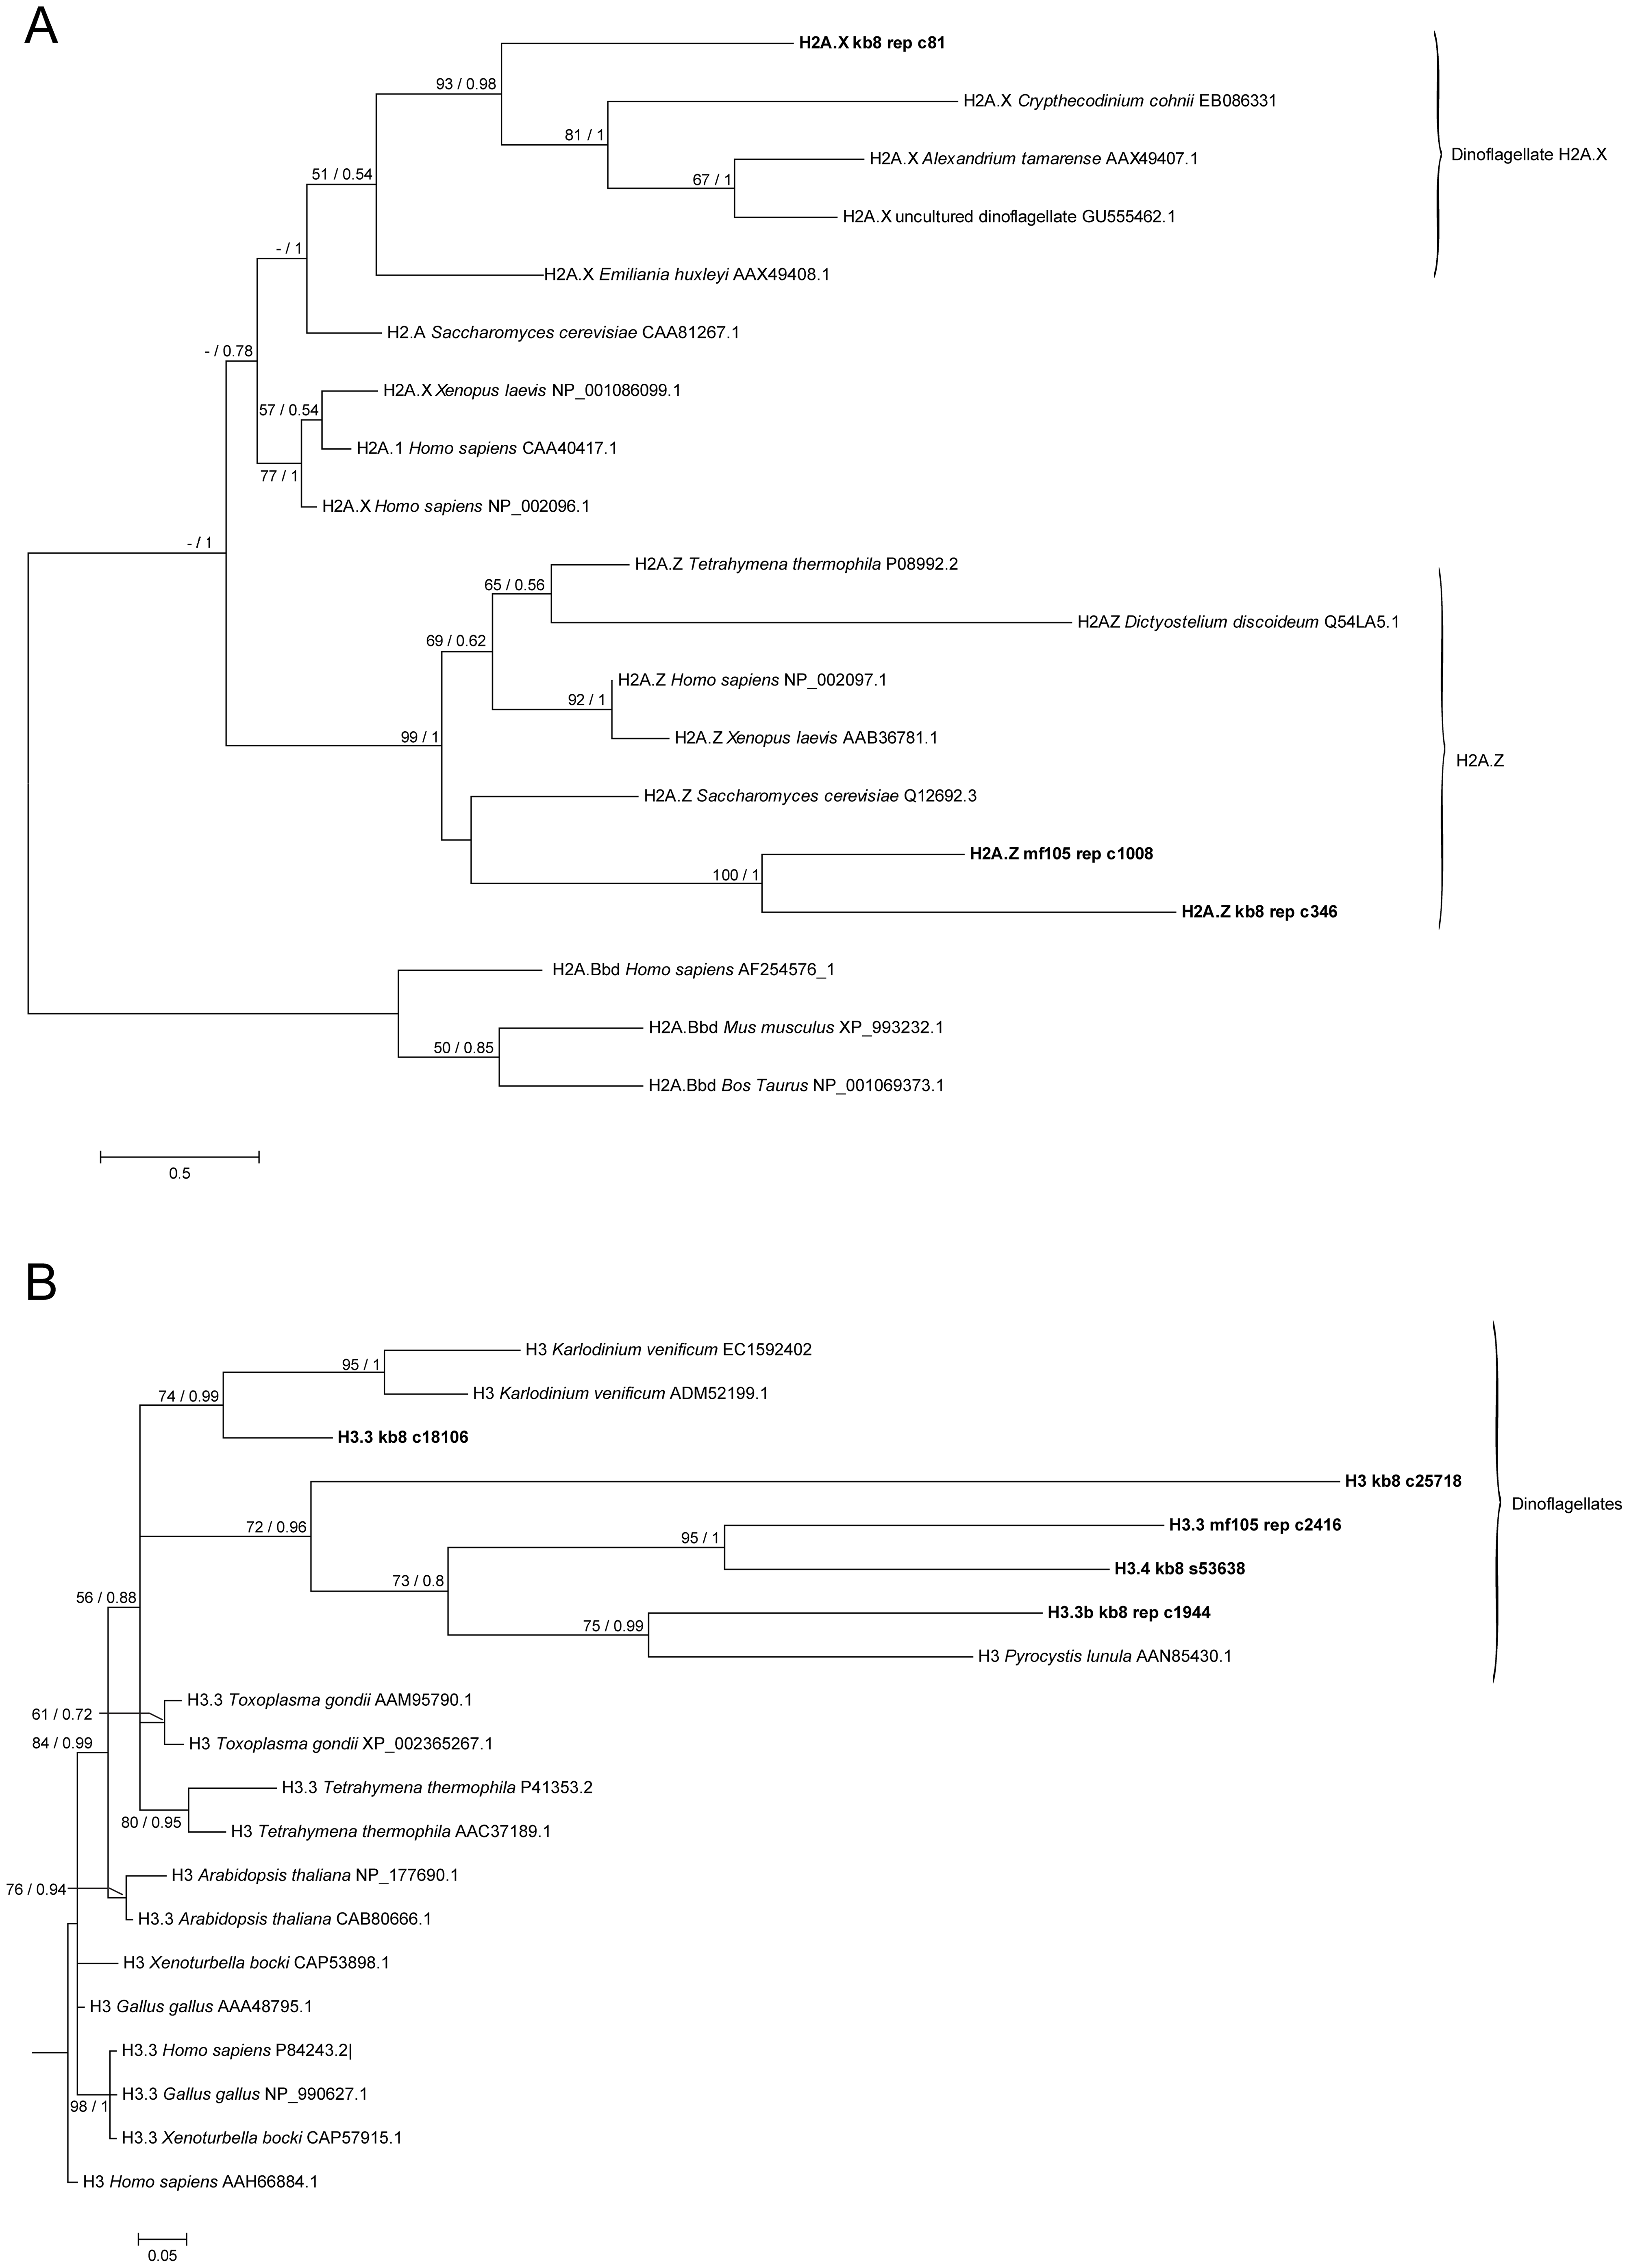 A
H2A.X kb8 rep c81
93 / 0.98
H2A.X Crypthecodinium cohnii EB086331
81 / 1
Dinoflagellate H2A.X
H2A.X Alexandrium tamarense AAX49407.1
51 / 0.54
67 / 1
H2A.X uncultured dinoflagellate GU555462.1
- / 1
H2A.X Emiliania huxleyi AAX49408.1
H2.A Saccharomyces cerevisiae CAA81267.1
- / 0.78
H2A.X Xenopus laevis NP_001086099.1
57 / 0.54
H2A.1 Homo sapiens CAA40417.1
77 / 1
H2A.X Homo sapiens NP_002096.1
- / 1
H2A.Z Tetrahymena thermophila P08992.2
65 / 0.56
H2AZ Dictyostelium discoideum Q54LA5.1
69 / 0.62
H2A.Z Homo sapiens NP_002097.1
92 / 1
99 / 1
H2A.Z Xenopus laevis AAB36781.1
H2A.Z
H2A.Z Saccharomyces cerevisiae Q12692.3
H2A.Z mf105 rep c1008
100 / 1
H2A.Z kb8 rep c346
H2A.Bbd Homo sapiens AF254576_1
H2A.Bbd Mus musculus XP_993232.1
50 / 0.85
H2A.Bbd Bos Taurus NP_001069373.1
0.5
B
H3 Karlodinium venificum EC1592402
95 / 1
H3 Karlodinium venificum ADM52199.1
74 / 0.99
H3.3 kb8 c18106
H3 kb8 c25718
Dinoflagellates
72 / 0.96
H3.3 mf105 rep c2416
95 / 1
H3.4 kb8 s53638
73 / 0.8
56 / 0.88
H3.3b kb8 rep c1944
75 / 0.99
H3 Pyrocystis lunula AAN85430.1
H3.3 Toxoplasma gondii AAM95790.1
61 / 0.72
84 / 0.99
H3 Toxoplasma gondii XP_002365267.1
H3.3 Tetrahymena thermophila P41353.2
80 / 0.95
H3 Tetrahymena thermophila AAC37189.1
H3 Arabidopsis thaliana NP_177690.1
76 / 0.94
H3.3 Arabidopsis thaliana CAB80666.1
H3 Xenoturbella bocki CAP53898.1
H3 Gallus gallus AAA48795.1
H3.3 Homo sapiens P84243.2|
H3.3 Gallus gallus NP_990627.1
98 / 1
H3.3 Xenoturbella bocki CAP57915.1
H3 Homo sapiens AAH66884.1
0.05